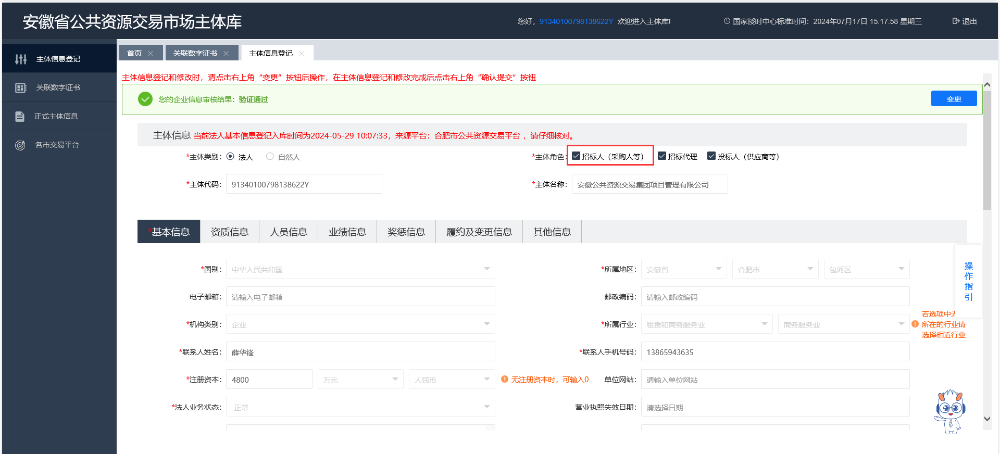 安徽省公共资源交易市场主体库
您好，91340100798138622Y 欢迎进入主体库!
国家授时中心标准时间：2024年07月17日 15:17:58 星期三
退出
主体信息登记
关联数字证书
正式主体信息
各市交易平台
首页 关联数字证书 主体信息登记
主体信息登记和修改时，请点击右上角“变更”按钮后操作，在主体信息登记和修改完成后点击右上角“确认提交”按钮
您的企业信息审核结果：验证通过
变更
主体信息 当前法人基本信息登记入库时间为2024-05-29 10:07:33，来源平台：合肥市公共资源交易平台 ，请仔细核对。
*主体类别： 法人 自然人
*主体角色： 招标人（采购人等） 招标代理 投标人（供应商等）
*主体代码： 91340100798138622Y
*主体名称： 安徽公共资源交易集团项目管理有限公司
*基本信息 资质信息 人员信息 业绩信息 奖惩信息 履约及变更信息 其他信息
*国别： 中华人民共和国
*所属地区： 安徽省 合肥市 包河区
电子邮箱： 请输入电子邮箱
邮政编码： 请输入邮政编码
*机构类别： 企业
*所属行业： 租赁和商务服务业 商务服务业
若选项中无
所在的行业请
选择相近行业
*联系人姓名： 薛华锋
*联系人手机号码： 13865943635
*注册资本： 4800 万元 人民币 无注册资本时，可输入0
单位网站： 请输入单位网站
*法人业务状态： 正常
营业执照失效日期： 请选择日期
操
作
指
引